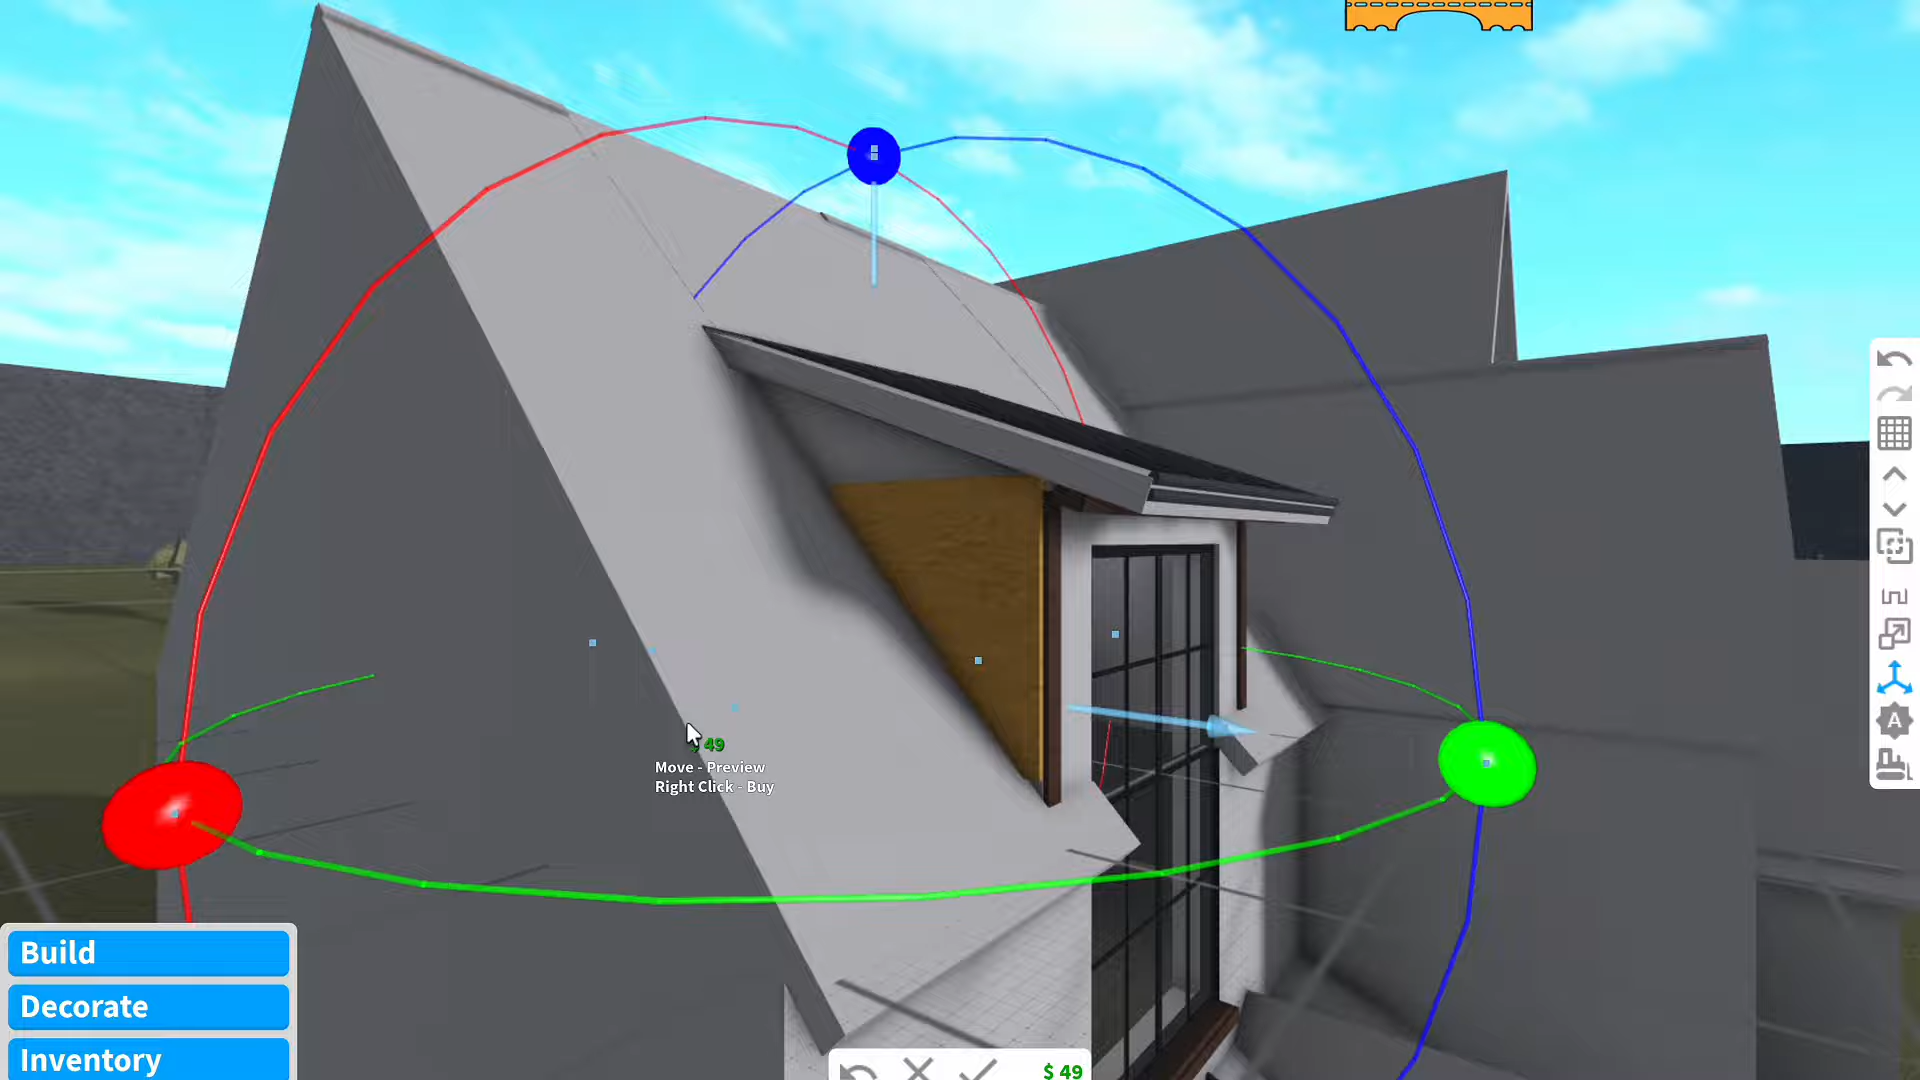 $ 49
Move - Preview
Right Click - Buy
A
Build
Decorate
Inventory
$ 49